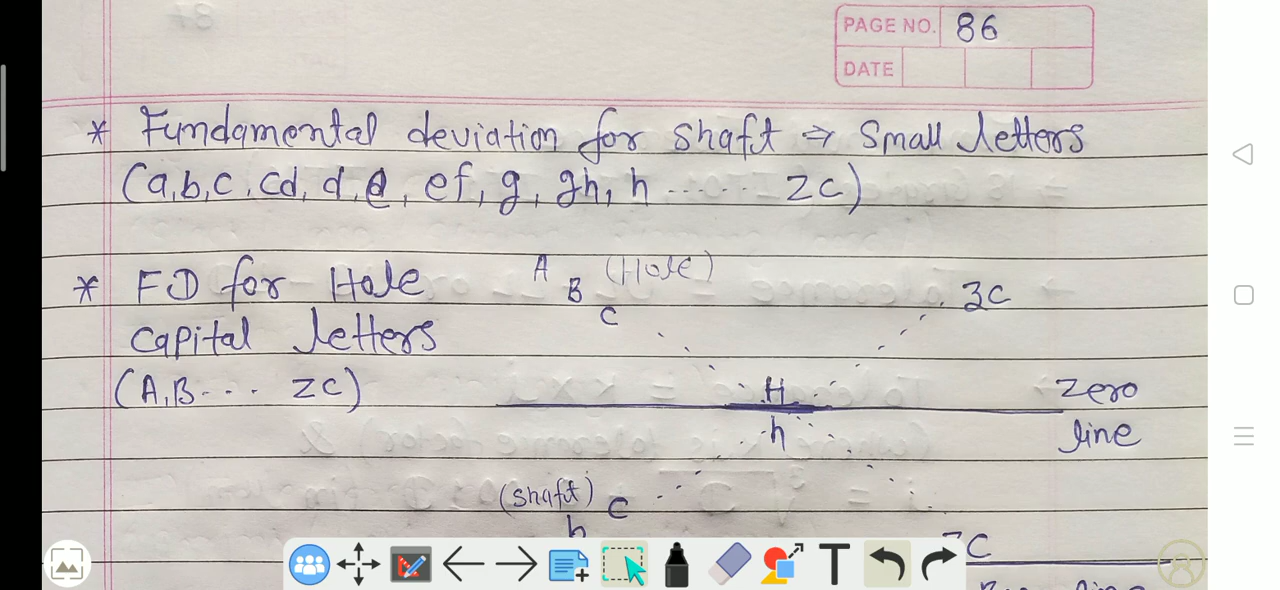 PAGE NO. 86
DATE
* Fundamental deviation for shaft ⇒ Small letters
(a,b,c,cd,d,e,ef,g,gh,h ...... zc)
* FD for Hole
capital letters
(A,B... ZC)
A B C (Hole)
ZC
H
Zero line
h
(shaft) c
b
ZC
T